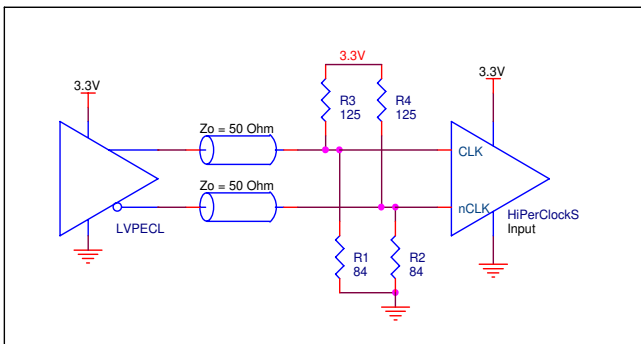 3.3V
3.3V
3.3V
R3
125
R4
125
Zo = 50 Ohm
CLK
Zo = 50 Ohm
nCLK
LVPECL
HiPerClockS
Input
R1
84
R2
84